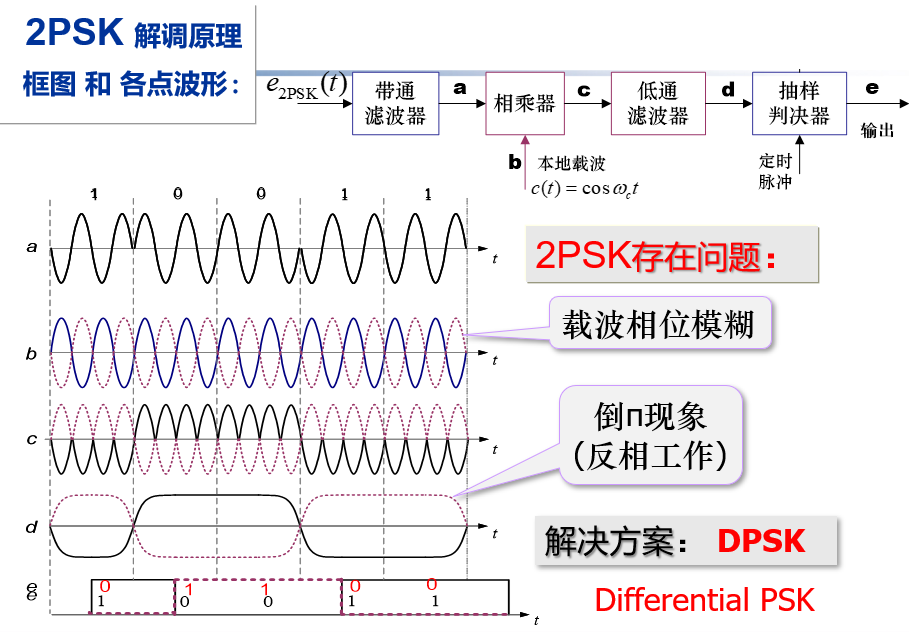 2PSK 解调原理
框图 和 各点波形：
e2PSK(t)
带通
滤波器
a
相乘器
c
低通
滤波器
d
抽样
判决器
e
输出
b 本地载波
c(t) = cos ωc t
定时
脉冲
1 0 0 1 1
a
t
2PSK存在问题：
b
t
载波相位模糊
c
t
倒π现象
（反相工作）
d
t
解决方案： DPSK
e
e
0 1 1 0 0
1 0 0 1 1
t
Differential PSK